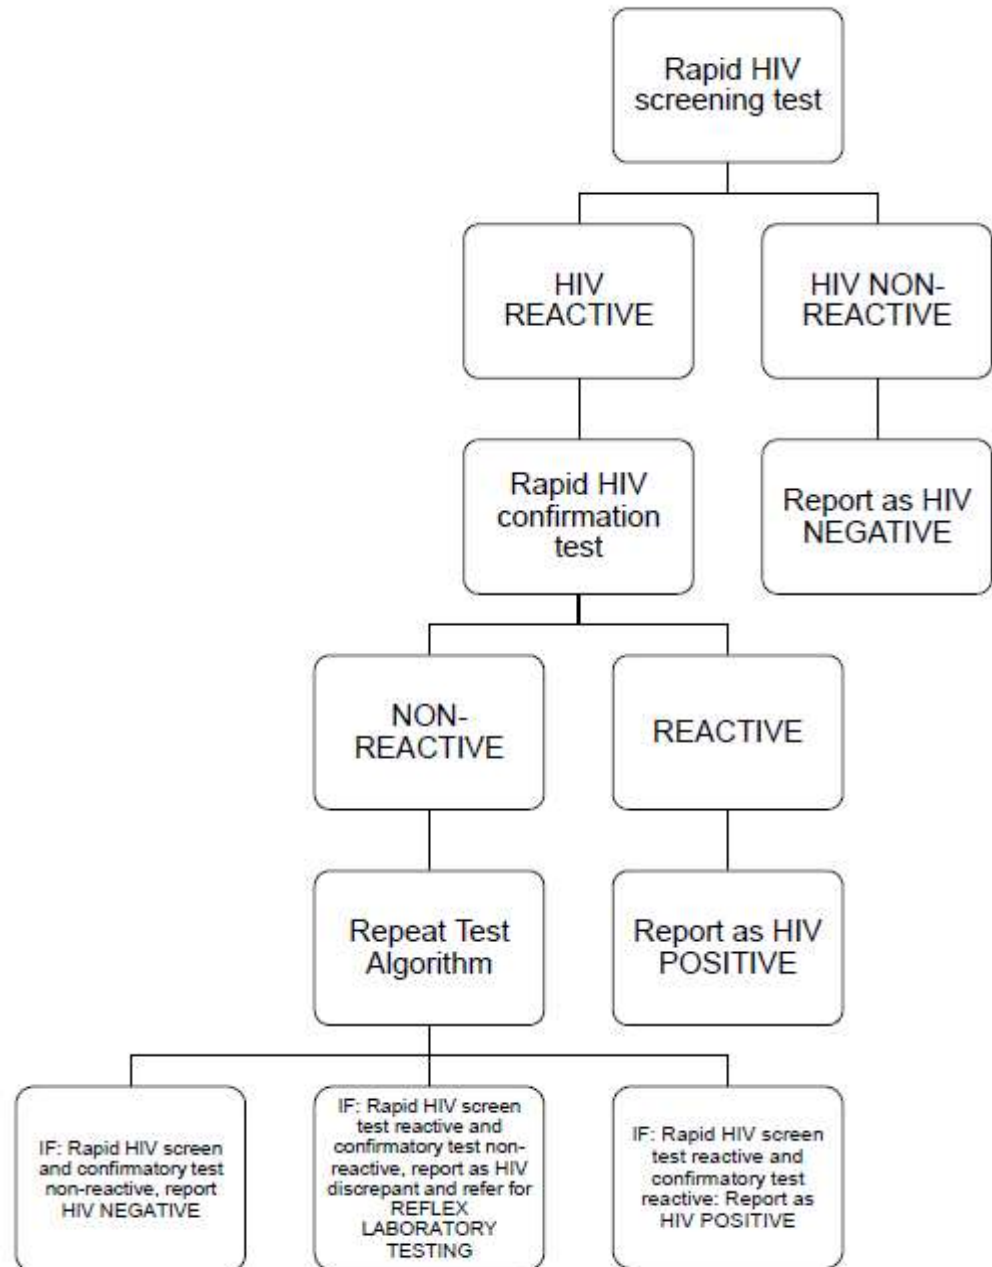 Rapid HIV
screening test
HIV
REACTIVE
HIV NON-
REACTIVE
Rapid HIV
confirmation
test
Report as HIV
NEGATIVE
NON-
REACTIVE
REACTIVE
Repeat Test
Algorithm
Report as HIV
POSITIVE
IF: Rapid HIV screen
and confirmatory test
non-reactive, report
HIV NEGATIVE
IF: Rapid HIV screen
test reactive and
confirmatory test non-
reactive, report as HIV
discrepant and refer for
REFLEX
LABORATORY
TESTING
IF: Rapid HIV screen
test reactive and
confirmatory test
reactive: Report as
HIV POSITIVE